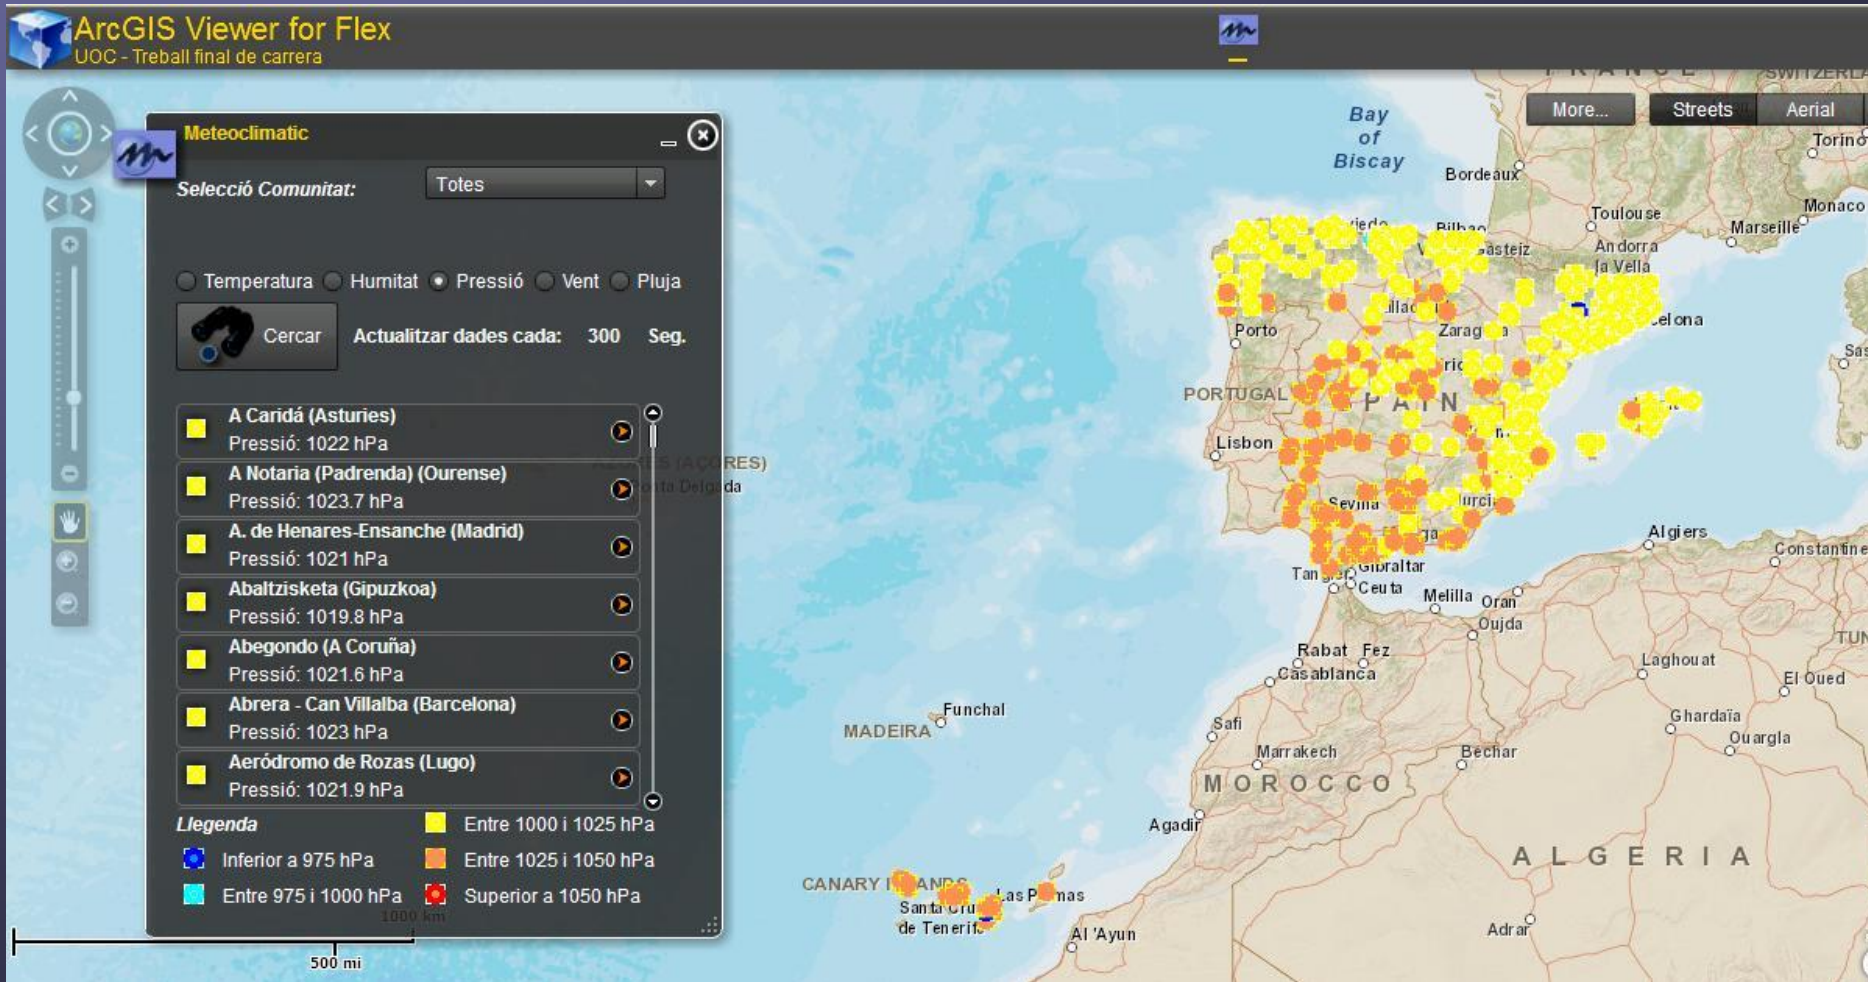 ArcGIS Viewer for Flex
UOC - Treball final de carrera
More...
Streets
Aerial
Meteoclimatic
Selecció Comunitat:
Totes
Temperatura
Humitat
Pressió
Vent
Pluja
Cercar
Actualitzar dades cada: 300 Seg.
A Caridá (Asturies)
Pressió: 1022 hPa
A Notaria (Padrenda) (Ourense)
Pressió: 1023.7 hPa
A. de Henares-Ensanche (Madrid)
Pressió: 1021 hPa
Abaltzisketa (Gipuzkoa)
Pressió: 1019.8 hPa
Abegondo (A Coruña)
Pressió: 1021.6 hPa
Abrera - Can Villalba (Barcelona)
Pressió: 1023 hPa
Aeródromo de Rozas (Lugo)
Pressió: 1021.9 hPa
Llegenda
Entre 1000 i 1025 hPa
Inferior a 975 hPa
Entre 1025 i 1050 hPa
Entre 975 i 1000 hPa
Superior a 1050 hPa
1000 km
500 mi
Bay
of
Biscay
Bordeaux
Torino
Toulouse
Monaco
Marseille
Andorra
la Vella
Porto
PORTUGAL
Lisbon
Sevilla
Algiers
Constantine
Gibraltar
Ceuta
Melilla
Oran
Oujda
Rabat
Fez
Casablanca
Laghouat
El Oued
Funchal
MADEIRA
Safi
Marrakech
Bechar
Ghardaïa
Ouargla
MOROCCO
Agadir
ALGERIA
CANARY
de Tenerife
Al 'Ayun
Adrar